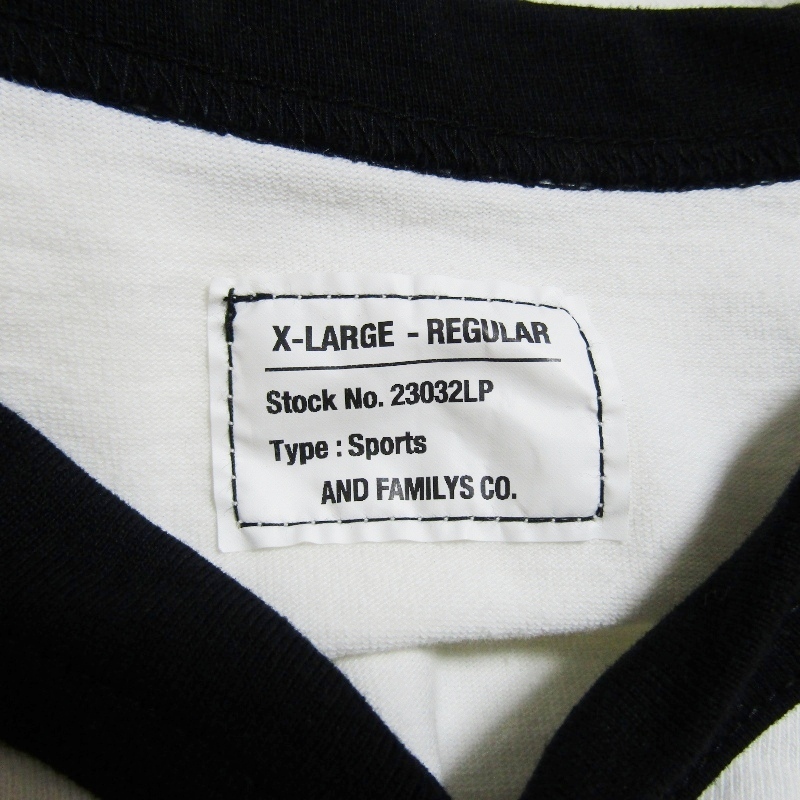 X-LARGE - REGULAR
Stock No. 23032LP
Type : Sports
AND FAMILYS CO.